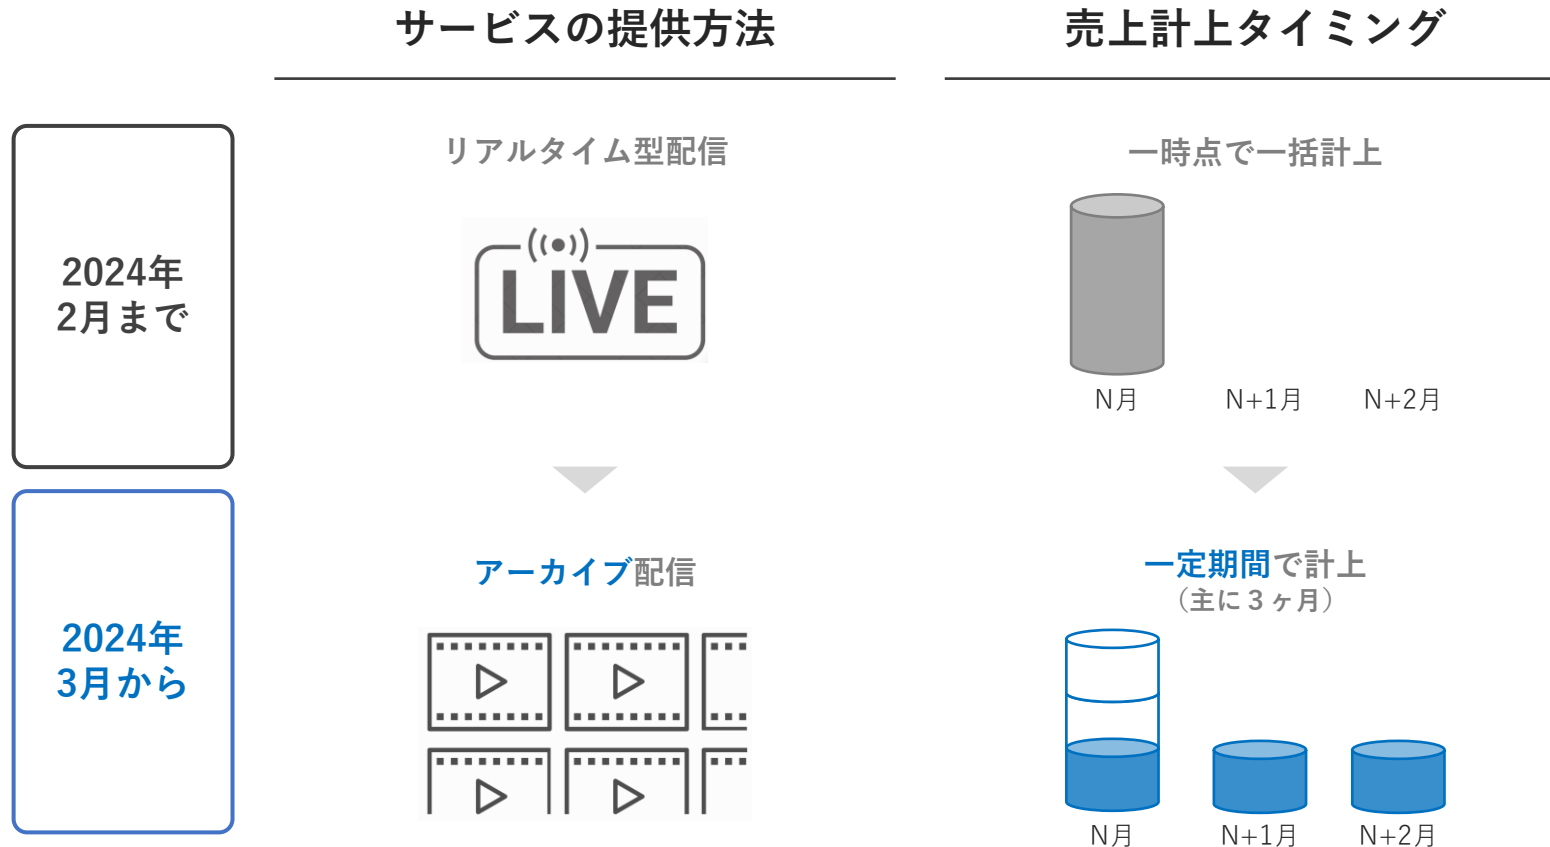 サービスの提供方法
売上計上タイミング
2024年
2月まで
リアルタイム型配信
LIVE
一時点で一括計上
N月
N+1月
N+2月
2024年
3月から
アーカイブ配信
一定期間で計上
（主に３ヶ月）
N月
N+1月
N+2月